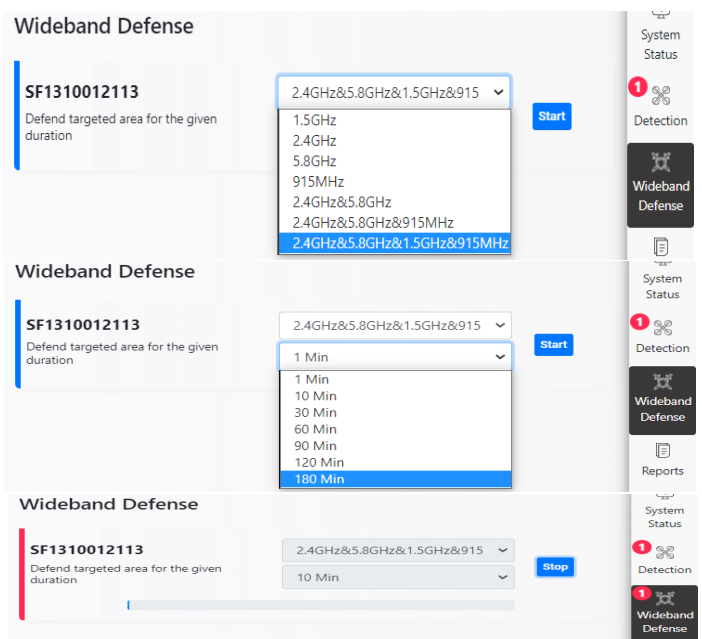 Wideband Defense
SF1310012113
Defend targeted area for the given
duration
2.4GHz&5.8GHz&1.5GHz&915
Start
1.5GHz
2.4GHz
5.8GHz
915MHz
2.4GHz&5.8GHz
2.4GHz&5.8GHz&915MHz
2.4GHz&5.8GHz&1.5GHz&915MHz
System
Status
1
Detection
Wideband
Defense
Wideband Defense
SF1310012113
Defend targeted area for the given
duration
2.4GHz&5.8GHz&1.5GHz&915
1 Min
Start
1 Min
10 Min
30 Min
60 Min
90 Min
120 Min
180 Min
System
Status
1
Detection
Wideband
Defense
Reports
Wideband Defense
SF1310012113
Defend targeted area for the given
duration
2.4GHz&5.8GHz&1.5GHz&915
10 Min
Stop
System
Status
1
Detection
1
Wideband
Defense